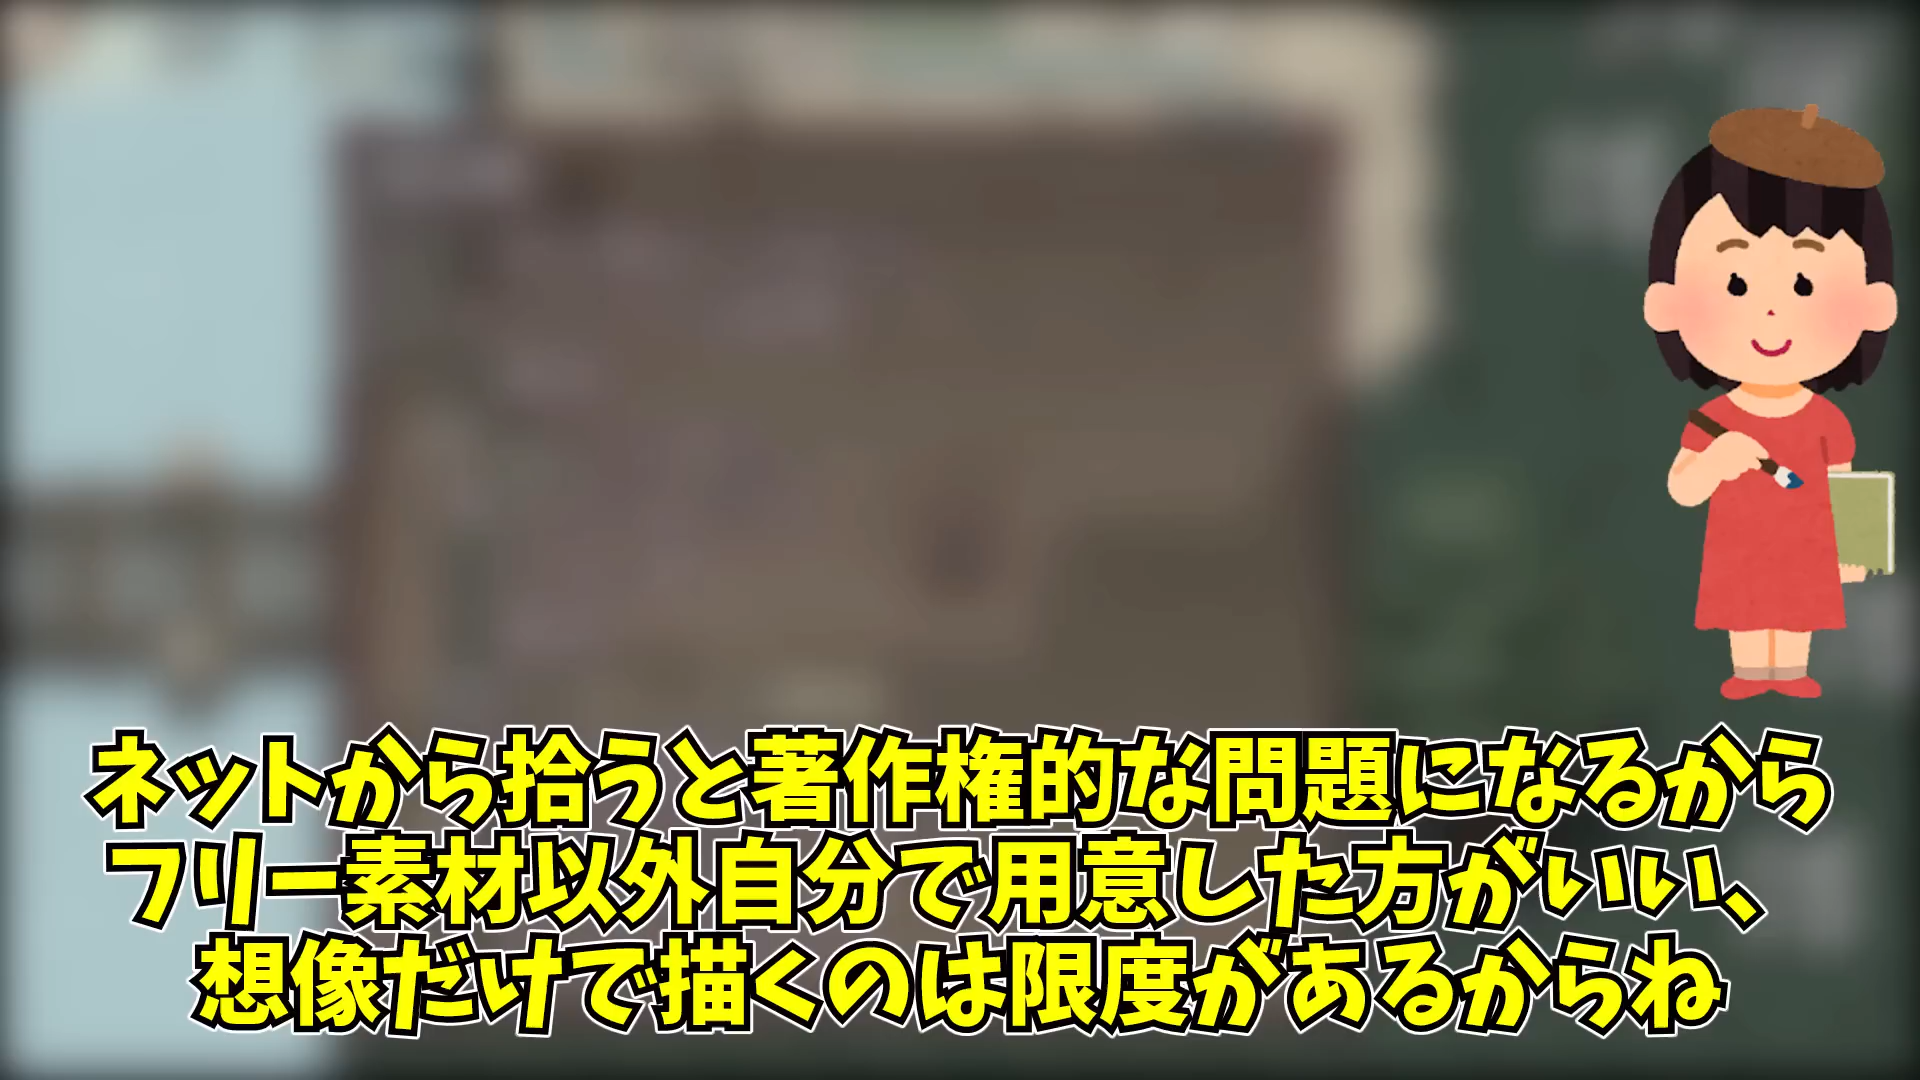 ネットから拾うと著作権的な問題になるから
フリー素材以外自分で用意した方がいい、
想像だけで描くのは限度があるからね